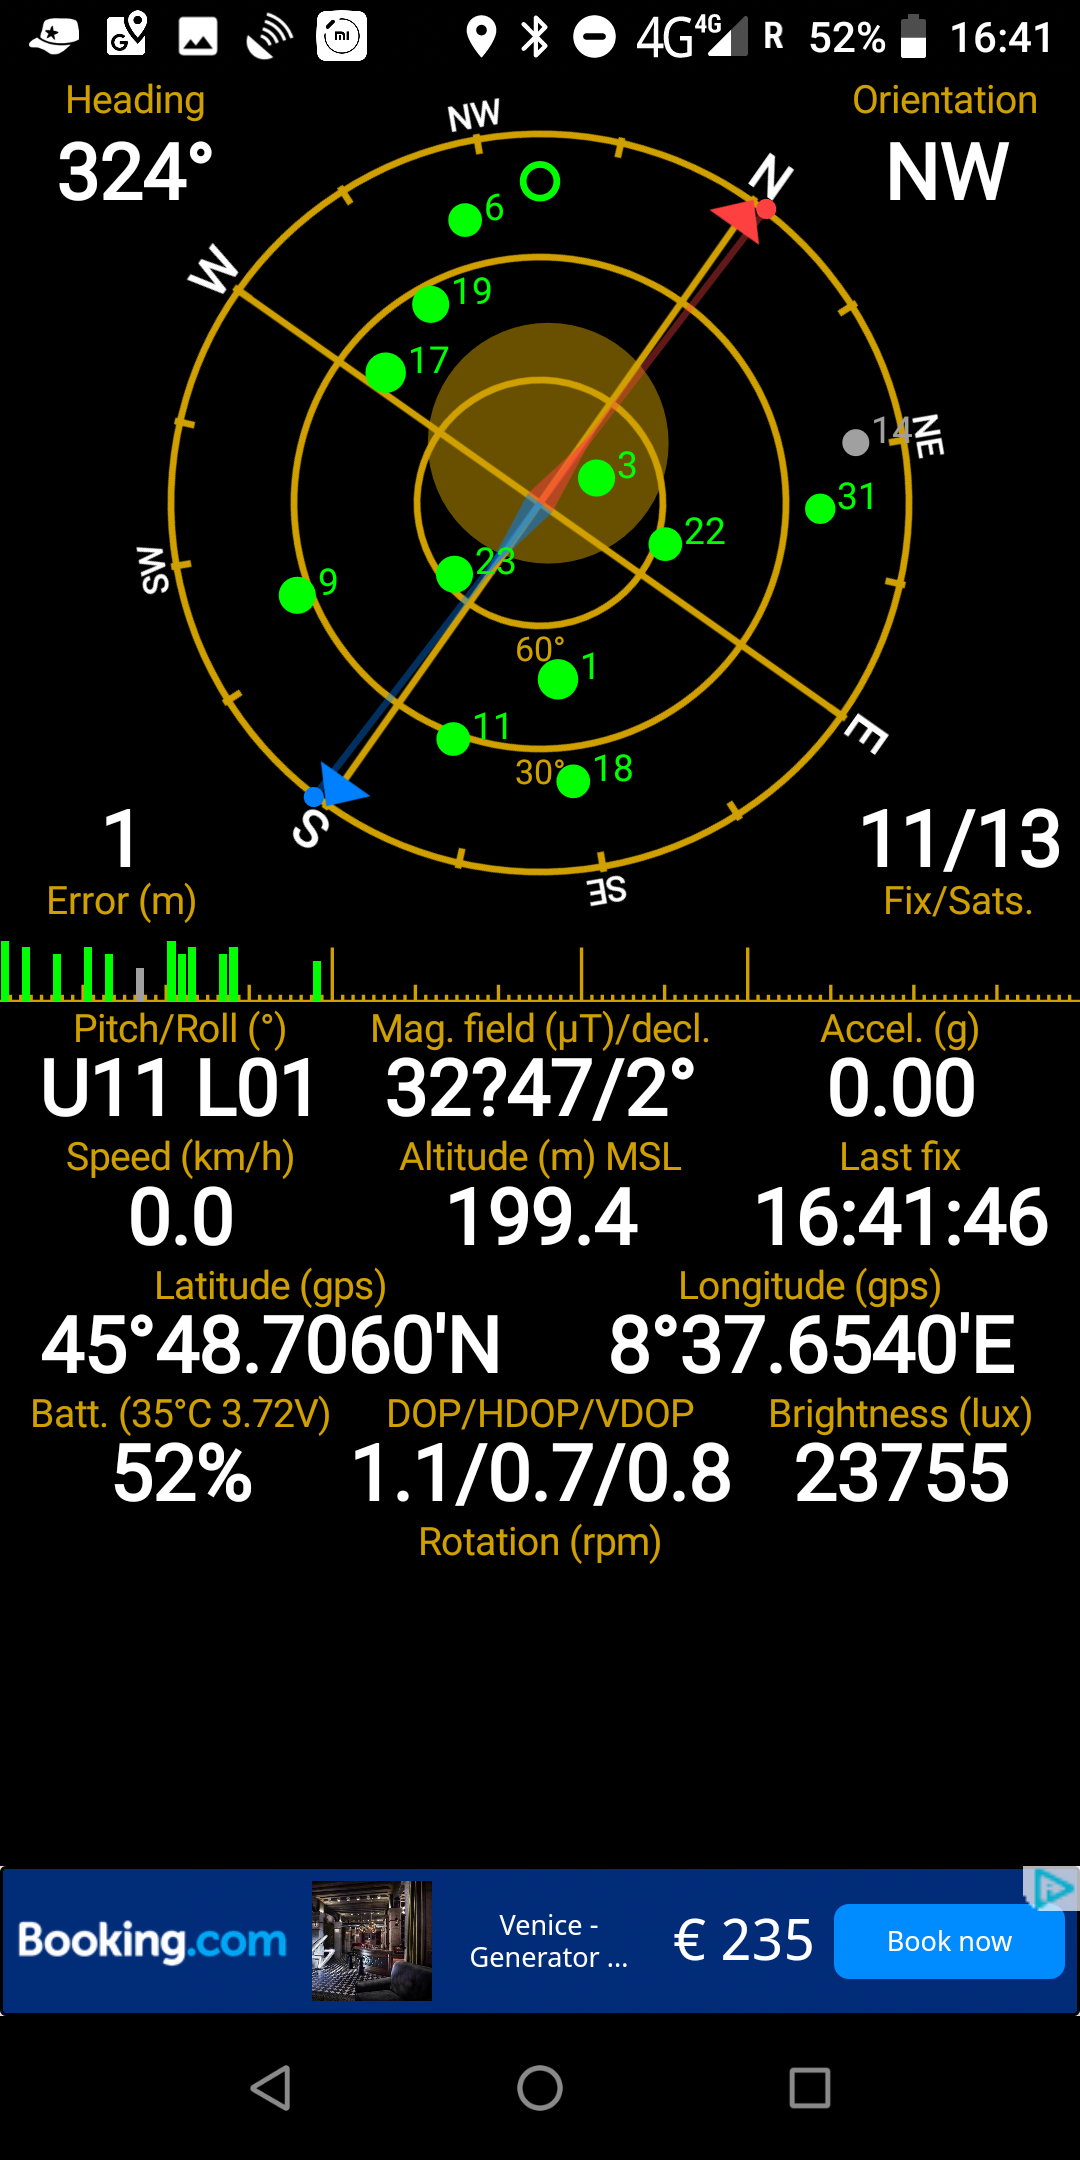 4G 4G R 52% 16:41
Heading
Orientation
324°
NW
NW
N
W
NE
SW
E
S
SE
6
19
17
14
3
31
22
23
9
60°
1
11
30°
18
1
11/13
Error (m)
Fix/Sats.
Pitch/Roll (°) Mag. field (µT)/decl. Accel. (g)
U11 L01 32?47/2° 0.00
Speed (km/h) Altitude (m) MSL Last fix
0.0 199.4 16:41:46
Latitude (gps) Longitude (gps)
45°48.7060'N 8°37.6540'E
Batt. (35°C 3.72V) DOP/HDOP/VDOP Brightness (lux)
52% 1.1/0.7/0.8 23755
Rotation (rpm)
Booking.com
Venice -
Generator ...
€ 235
Book now